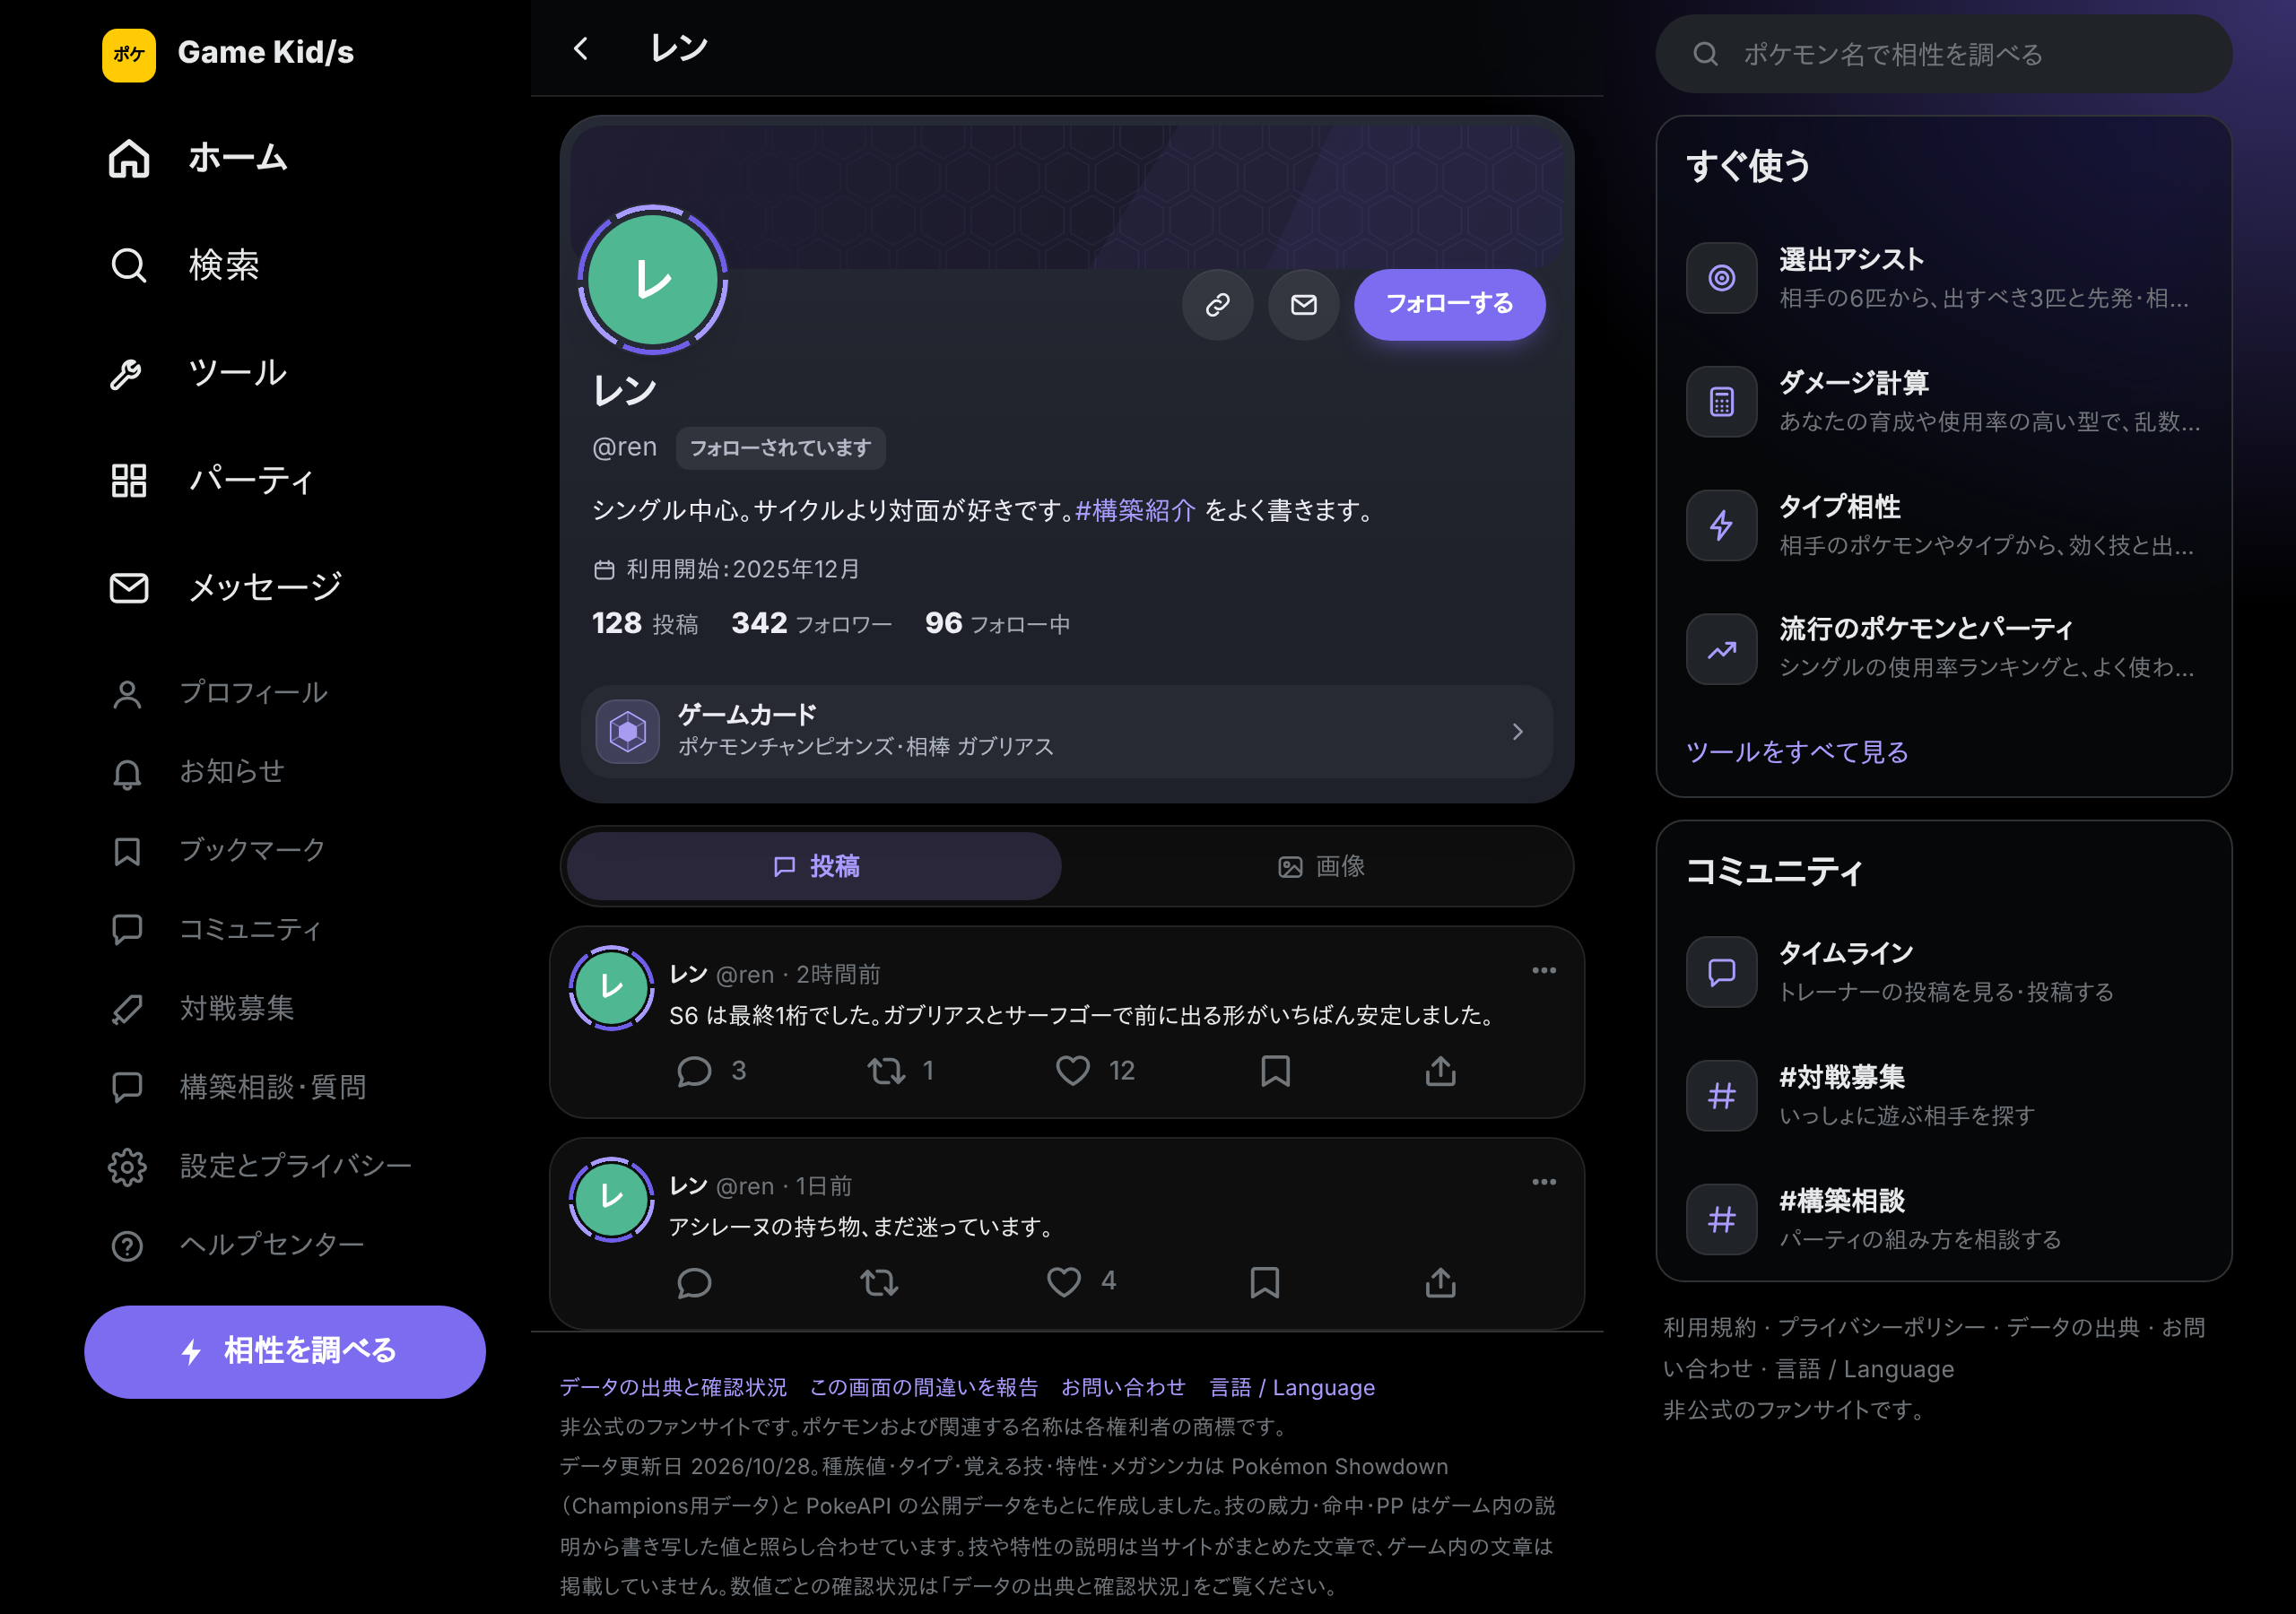 ポケ
Game Kid/s
ホーム
検索
ツール
パーティ
メッセージ
プロフィール
お知らせ
ブックマーク
コミュニティ
対戦募集
構築相談・質問
設定とプライバシー
ヘルプセンター
相性を調べる
レン
レ
フォローする
レン
@ren フォローされています
シングル中心。サイクルより対面が好きです。#構築紹介 をよく書きます。
利用開始：2025年12月
128 投稿 342 フォロワー 96 フォロー中
ゲームカード
ポケモンチャンピオンズ・相棒 ガブリアス
投稿 画像
レ
レン @ren · 2時間前
S6 は最終1桁でした。ガブリアスとサーフゴーで前に出る形がいちばん安定しました。
3 1 12
レ
レン @ren · 1日前
アシレーヌの持ち物、まだ迷っています。
4
データの出典と確認状況 この画面の間違いを報告 お問い合わせ 言語 / Language
非公式のファンサイトです。ポケモンおよび関連する名称は各権利者の商標です。
データ更新日 2026/10/28。種族値・タイプ・覚える技・特性・メガシンカは Pokémon Showdown
（Champions用データ）と PokeAPI の公開データをもとに作成しました。技の威力・命中・PP はゲーム内の説
明から書き写した値と照らし合わせています。技や特性の説明は当サイトがまとめた文章で、ゲーム内の文章は
掲載していません。数値ごとの確認状況は「データの出典と確認状況」をご覧ください。
ポケモン名で相性を調べる
すぐ使う
選出アシスト
相手の6匹から、出すべき3匹と先発・相…
ダメージ計算
あなたの育成や使用率の高い型で、乱数…
タイプ相性
相手のポケモンやタイプから、効く技と出…
流行のポケモンとパーティ
シングルの使用率ランキングと、よく使わ…
ツールをすべて見る
コミュニティ
タイムライン
トレーナーの投稿を見る・投稿する
#対戦募集
いっしょに遊ぶ相手を探す
#構築相談
パーティの組み方を相談する
利用規約 · プライバシーポリシー · データの出典 · お問
い合わせ · 言語 / Language
非公式のファンサイトです。